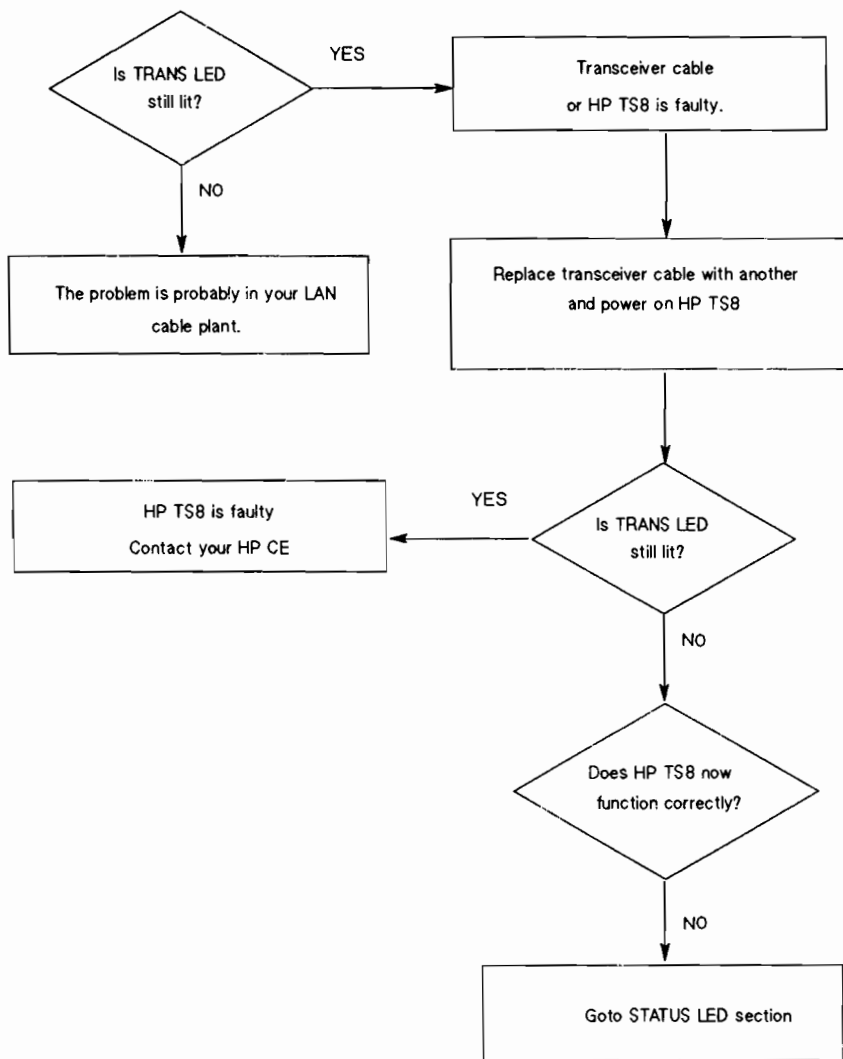 Is TRANS LED
still lit?
YES
Transceiver cable
or HP TS8 is faulty.
NO
The problem is probably in your LAN
cable plant.
Replace transceiver cable with another
and power on HP TS8
HP TS8 is faulty
Contact your HP CE
YES
Is TRANS LED
still lit?
NO
Does HP TS8 now
function correctly?
NO
Goto STATUS LED section